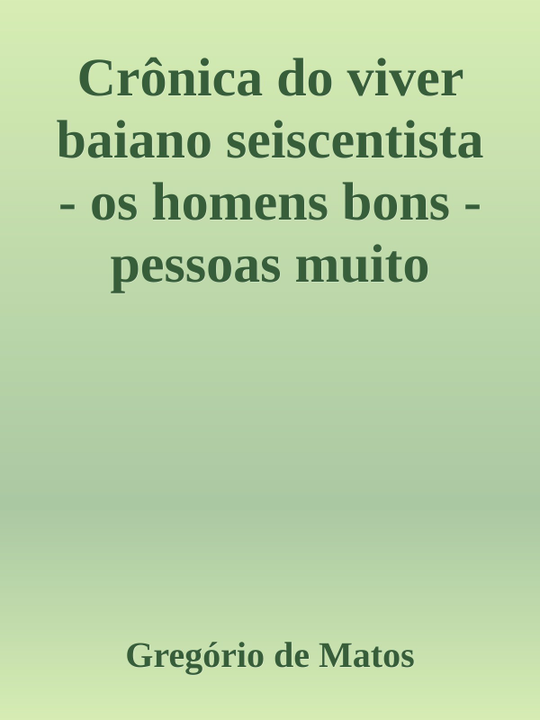 Crônica do viver
baiano seiscentista
- os homens bons -
pessoas muito
Gregório de Matos